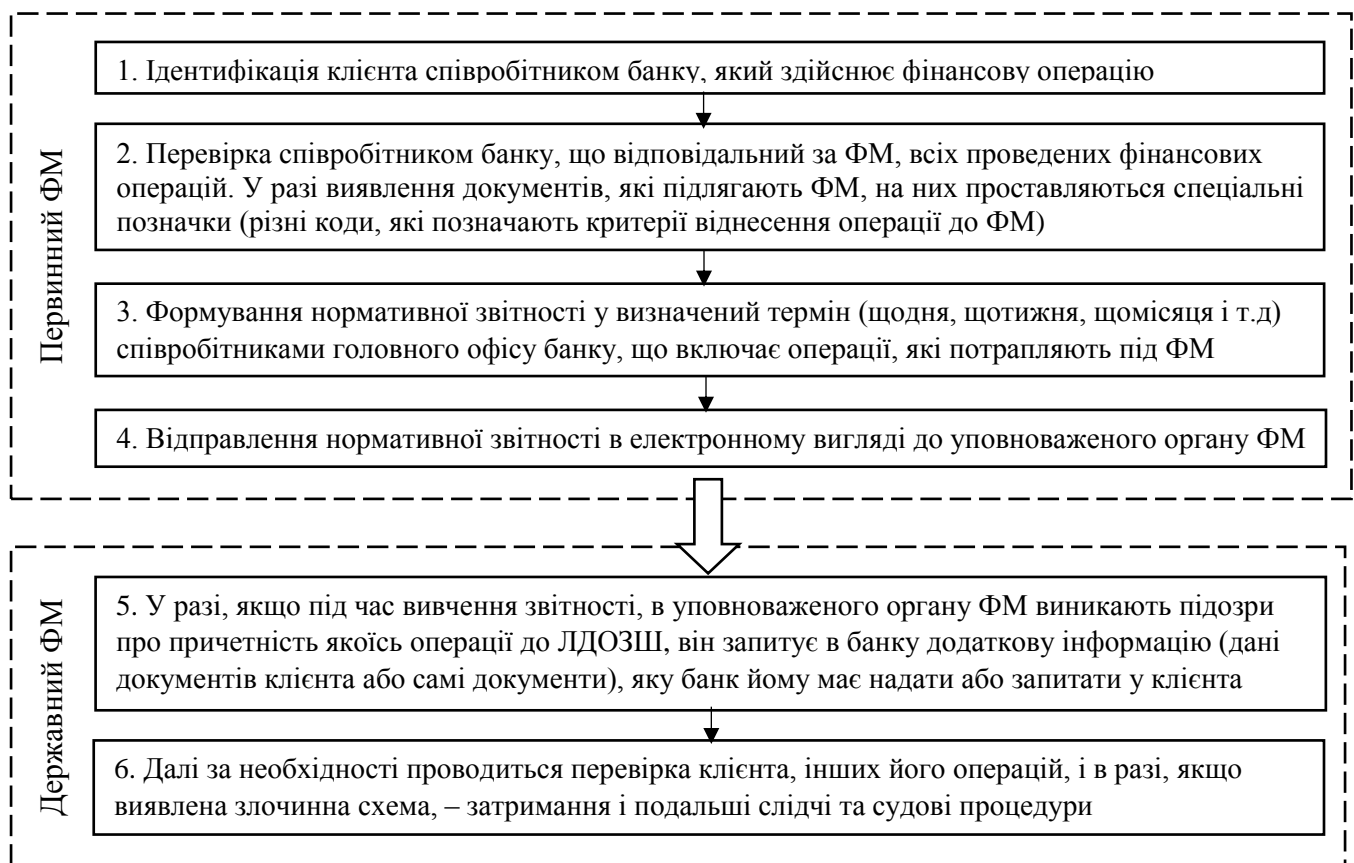 Первинний ФМ
1. Ідентифікація клієнта співробітником банку, який здійснює фінансову операцію
2. Перевірка співробітником банку, що відповідальний за ФМ, всіх проведених фінансових
операцій. У разі виявлення документів, які підлягають ФМ, на них проставляються спеціальні
позначки (різні коди, які позначають критерії віднесення операції до ФМ)
3. Формування нормативної звітності у визначений термін (щодня, щотижня, щомісяця і т.д)
співробітниками головного офісу банку, що включає операції, які потрапляють під ФМ
4. Відправлення нормативної звітності в електронному вигляді до уповноваженого органу ФМ
Державний ФМ
5. У разі, якщо під час вивчення звітності, в уповноваженого органу ФМ виникають підозри
про причетність якоїсь операції до ЛДОЗШ, він запитує в банку додаткову інформацію (дані
документів клієнта або самі документи), яку банк йому має надати або запитати у клієнта
6. Далі за необхідності проводиться перевірка клієнта, інших його операцій, і в разі, якщо
виявлена злочинна схема, – затримання і подальші слідчі та судові процедури